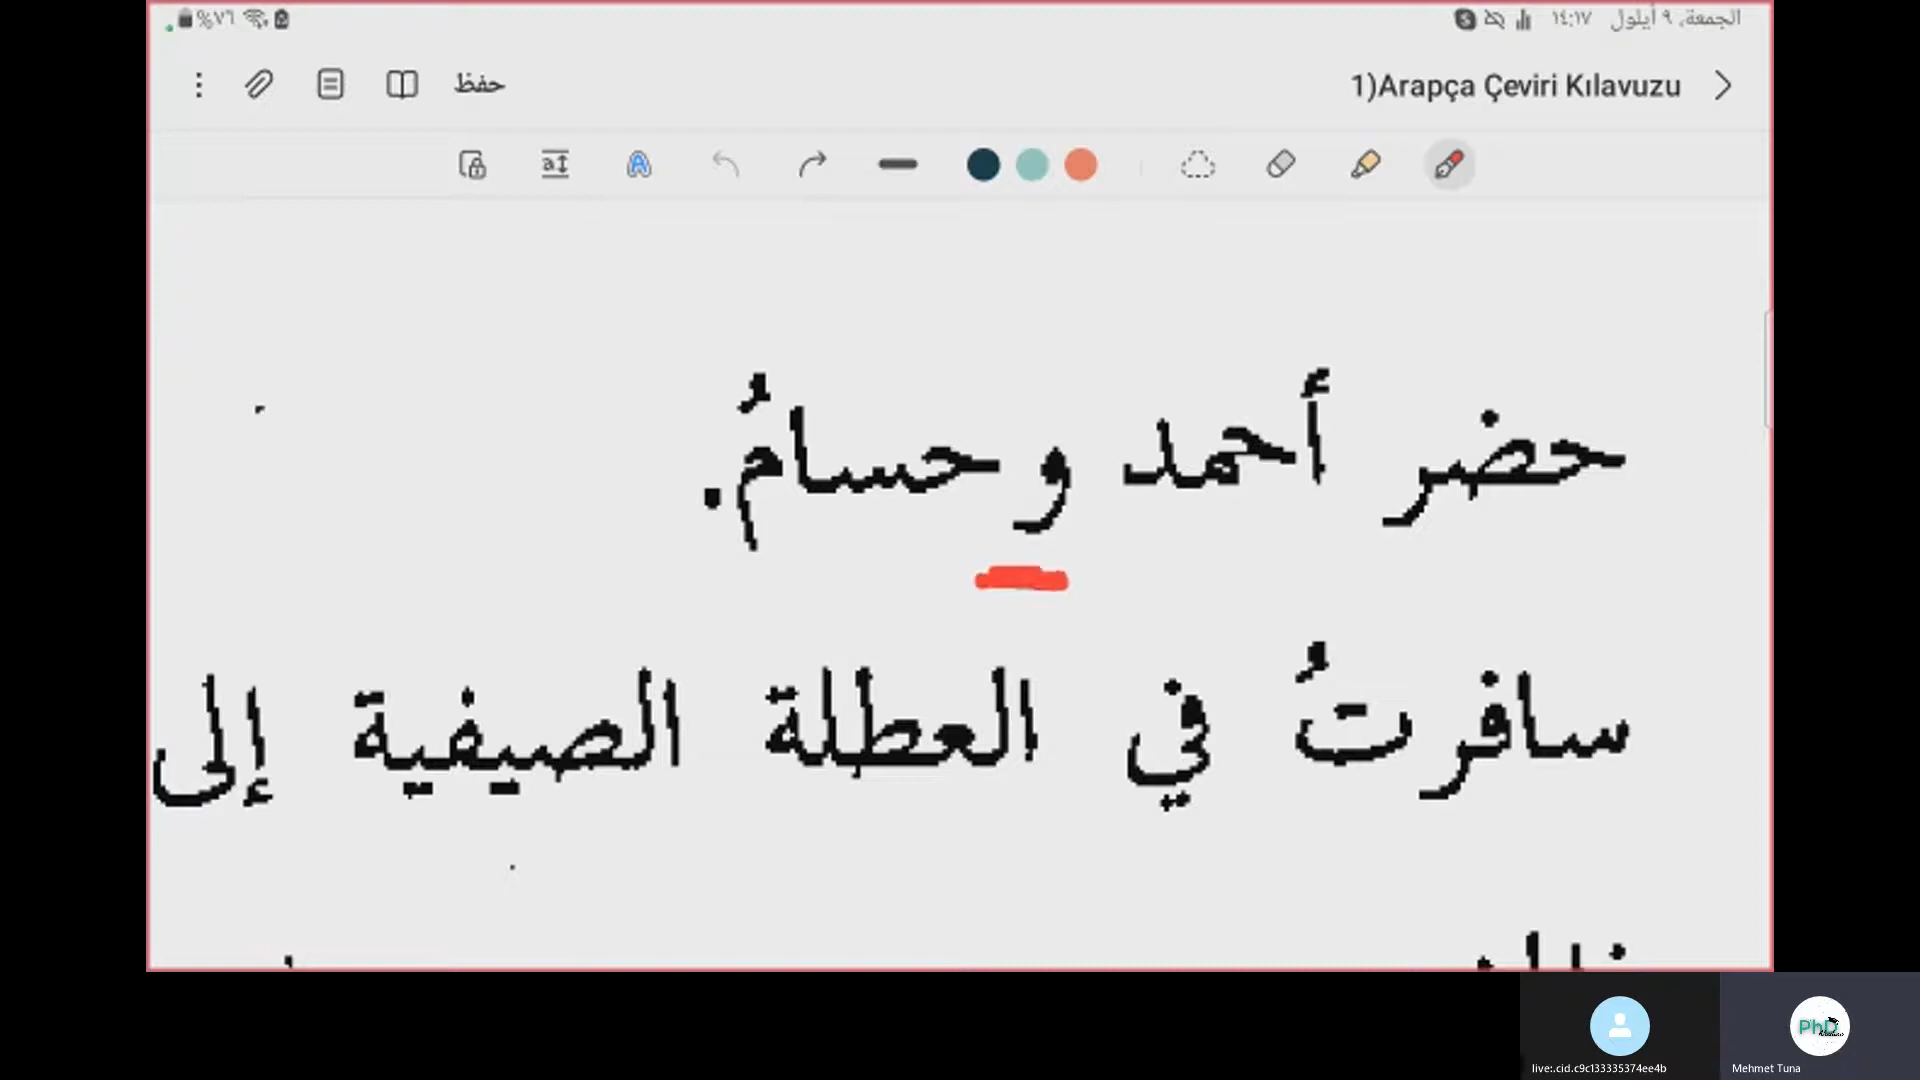 الجمعة، ٩ أيلول ١٤:١٧ %٧٦
1)Arapça Çeviri Kılavuzu حفظ
حضر أحمد وحسامُ.
سافرتُ في العطلة الصيفية إلى
live:.cid.c9c133335374ee4b
Mehmet Tuna
PhD